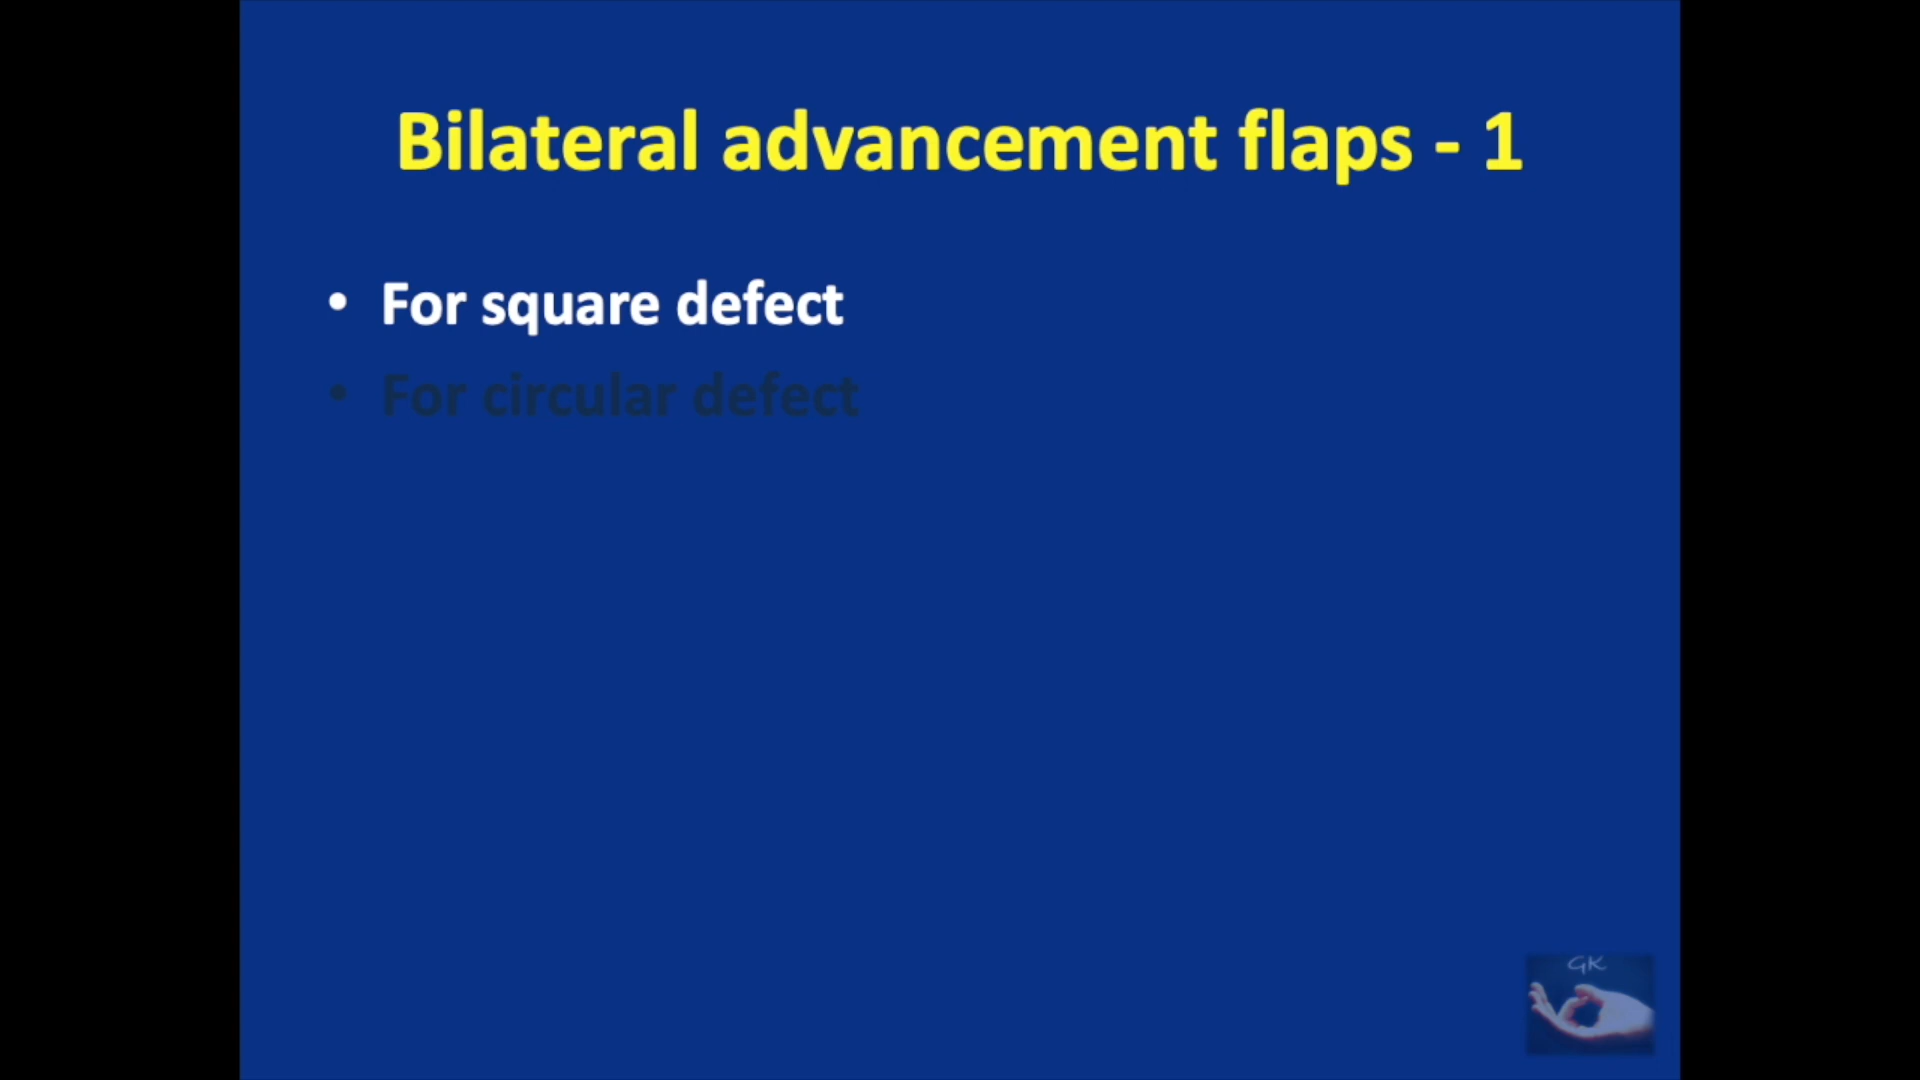 Bilateral advancement flaps - 1
• For square defect
• For circular defect
GK